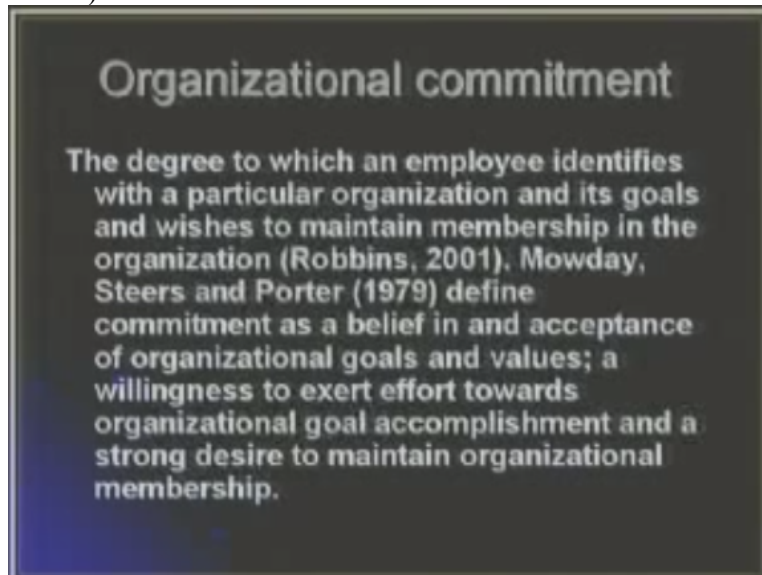 Organizational commitment
The degree to which an employee identifies
with a particular organization and its goals
and wishes to maintain membership in the
organization (Robbins, 2001). Mowday,
Steers and Porter (1979) define
commitment as a belief in and acceptance
of organizational goals and values; a
willingness to exert effort towards
organizational goal accomplishment and a
strong desire to maintain organizational
membership.